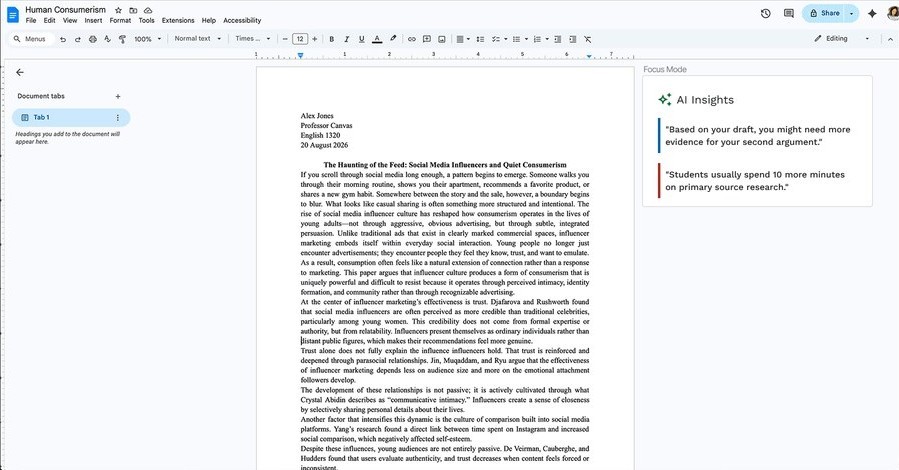 Human Consumerism
File Edit View Insert Format Tools Extensions Help Accessibility
Share
Menus 100% Normal text Times ... 12 B I U A Editing
1 1 2 3 4 5 6 7
Document tabs
Tab 1
Headings you add to the document will
appear here.
Alex Jones
Professor Canvas
English 1320
20 August 2026
The Haunting of the Feed: Social Media Influencers and Quiet Consumerism
If you scroll through social media long enough, a pattern begins to emerge. Someone walks you
through their morning routine, shows you their apartment, recommends a favorite product, or
shares a new gym habit. Somewhere between the story and the sale, however, a boundary begins
to blur. What looks like casual sharing is often something more structured and intentional. The
rise of social media influencer culture has reshaped how consumerism operates in the lives of
young adults—not through aggressive, obvious advertising, but through subtle, integrated
persuasion. Unlike traditional ads that exist in clearly marked commercial spaces, influencer
marketing embeds itself within everyday social interaction. Young people no longer just
encounter advertisements; they encounter people they feel they know, trust, and want to emulate.
As a result, consumption often feels like a natural extension of connection rather than a response
to marketing. This paper argues that influencer culture produces a form of consumerism that is
uniquely powerful and difficult to resist because it operates through perceived intimacy, identity
formation, and community rather than through recognizable advertising.
At the center of influencer marketing's effectiveness is trust. Djafarova and Rushworth found
that social media influencers are often perceived as more credible than traditional celebrities,
particularly among young women. This credibility does not come from formal expertise or
authority, but from relatability. Influencers present themselves as ordinary individuals rather than
distant public figures, which makes their recommendations feel more genuine.
Trust alone does not fully explain the influence influencers hold. That trust is reinforced and
deepened through parasocial relationships. Jin, Muqaddam, and Ryu argue that the effectiveness
of influencer marketing depends less on audience size and more on the emotional attachment
followers develop.
The development of these relationships is not passive; it is actively cultivated through what
Crystal Abidin describes as “communicative intimacy.” Influencers create a sense of closeness
by selectively sharing personal details about their lives.
Another factor that intensifies this dynamic is the culture of comparison built into social media
platforms. Yang's research found a direct link between time spent on Instagram and increased
social comparison, which negatively affected self-esteem.
Despite these influences, young audiences are not entirely passive. De Veirman, Cauberghe, and
Hudders found that users evaluate authenticity, and trust decreases when content feels forced or
inconsistent.
Focus Mode
AI Insights
"Based on your draft, you might need more
evidence for your second argument."
"Students usually spend 10 more minutes
on primary source research."